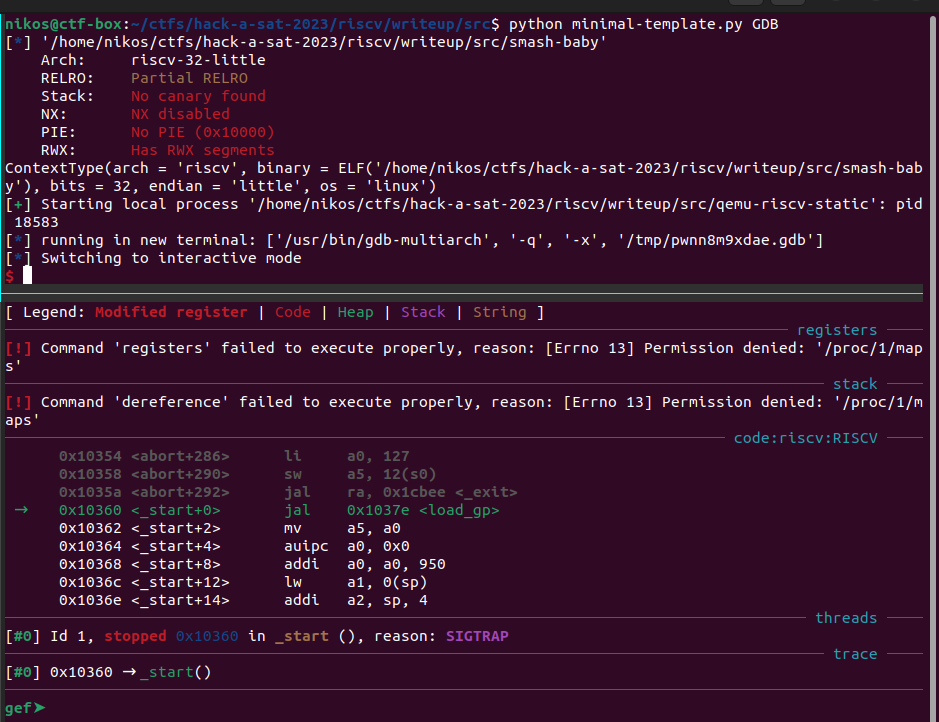 nikos@ctf-box:~/ctfs/hack-a-sat-2023/riscv/writeup/src$ python minimal-template.py GDB
[*] '/home/nikos/ctfs/hack-a-sat-2023/riscv/writeup/src/smash-baby'
Arch: riscv-32-little
RELRO: Partial RELRO
Stack: No canary found
NX: NX disabled
PIE: No PIE (0x10000)
RWX: Has RWX segments
ContextType(arch = 'riscv', binary = ELF('/home/nikos/ctfs/hack-a-sat-2023/riscv/writeup/src/smash-bab
y'), bits = 32, endian = 'little', os = 'linux')
[+] Starting local process '/home/nikos/ctfs/hack-a-sat-2023/riscv/writeup/src/qemu-riscv-static': pid
18583
[*] running in new terminal: ['/usr/bin/gdb-multiarch', '-q', '-x', '/tmp/pwnn8m9xdae.gdb']
[*] Switching to interactive mode
$
[ Legend: Modified register | Code | Heap | Stack | String ]
registers
[!] Command 'registers' failed to execute properly, reason: [Errno 13] Permission denied: '/proc/1/map
s'
stack
[!] Command 'dereference' failed to execute properly, reason: [Errno 13] Permission denied: '/proc/1/m
aps'
code:riscv:RISCV
0x10354 <abort+286> li a0, 127
0x10358 <abort+290> sw a5, 12(s0)
0x1035a <abort+292> jal ra, 0x1cbee <_exit>
→ 0x10360 <_start+0> jal 0x1037e <load_gp>
0x10362 <_start+2> mv a5, a0
0x10364 <_start+4> auipc a0, 0x0
0x10368 <_start+8> addi a0, a0, 950
0x1036c <_start+12> lw a1, 0(sp)
0x1036e <_start+14> addi a2, sp, 4
threads
[#0] Id 1, stopped 0x10360 in _start (), reason: SIGTRAP
trace
[#0] 0x10360 → _start()
gef➤